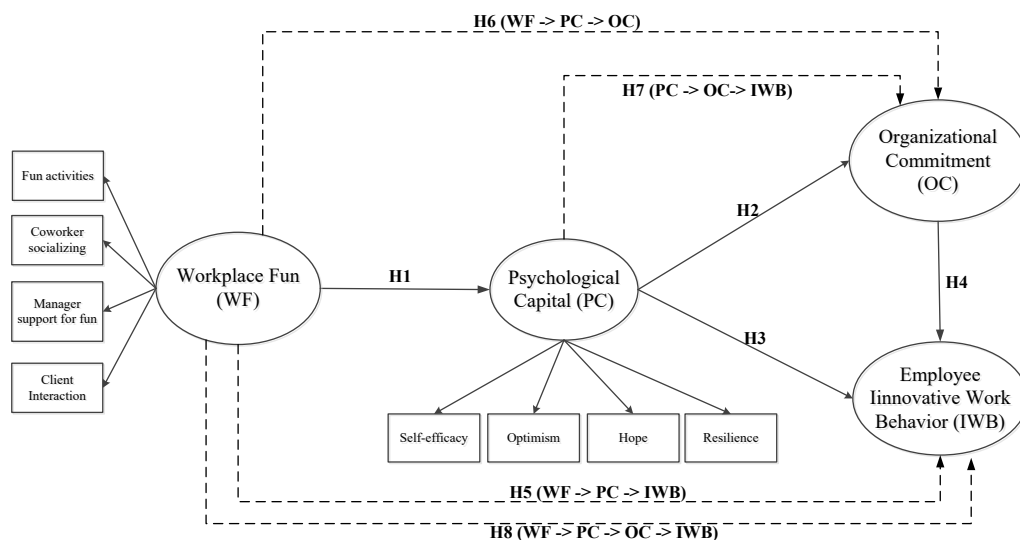 H6 (WF -> PC -> OC)
H7 (PC -> OC-> IWB)
Organizational
Commitment
(OC)
Fun activities
Coworker
socializing
Manager
support for fun
Client
Interaction
Workplace Fun
(WF)
H1
Psychological
Capital (PC)
H2
H3
H4
Employee
Iinnovative Work
Behavior (IWB)
Self-efficacy
Optimism
Hope
Resilience
H5 (WF -> PC -> IWB)
H8 (WF -> PC -> OC -> IWB)